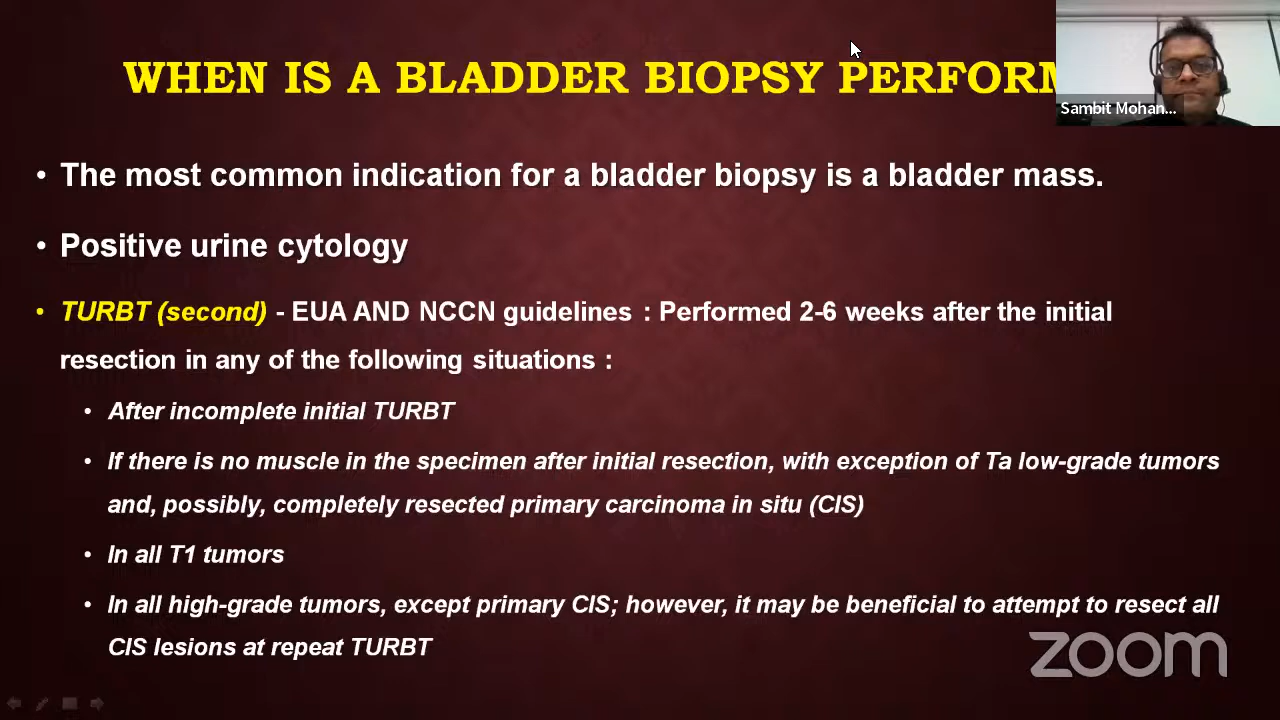 WHEN IS A BLADDER BIOPSY PERFORM
Sambit Mohan...
• The most common indication for a bladder biopsy is a bladder mass.
• Positive urine cytology
• TURBT (second) - EUA AND NCCN guidelines : Performed 2-6 weeks after the initial
resection in any of the following situations :
• After incomplete initial TURBT
• If there is no muscle in the specimen after initial resection, with exception of Ta low-grade tumors
and, possibly, completely resected primary carcinoma in situ (CIS)
• In all T1 tumors
• In all high-grade tumors, except primary CIS; however, it may be beneficial to attempt to resect all
CIS lesions at repeat TURBT
zoom